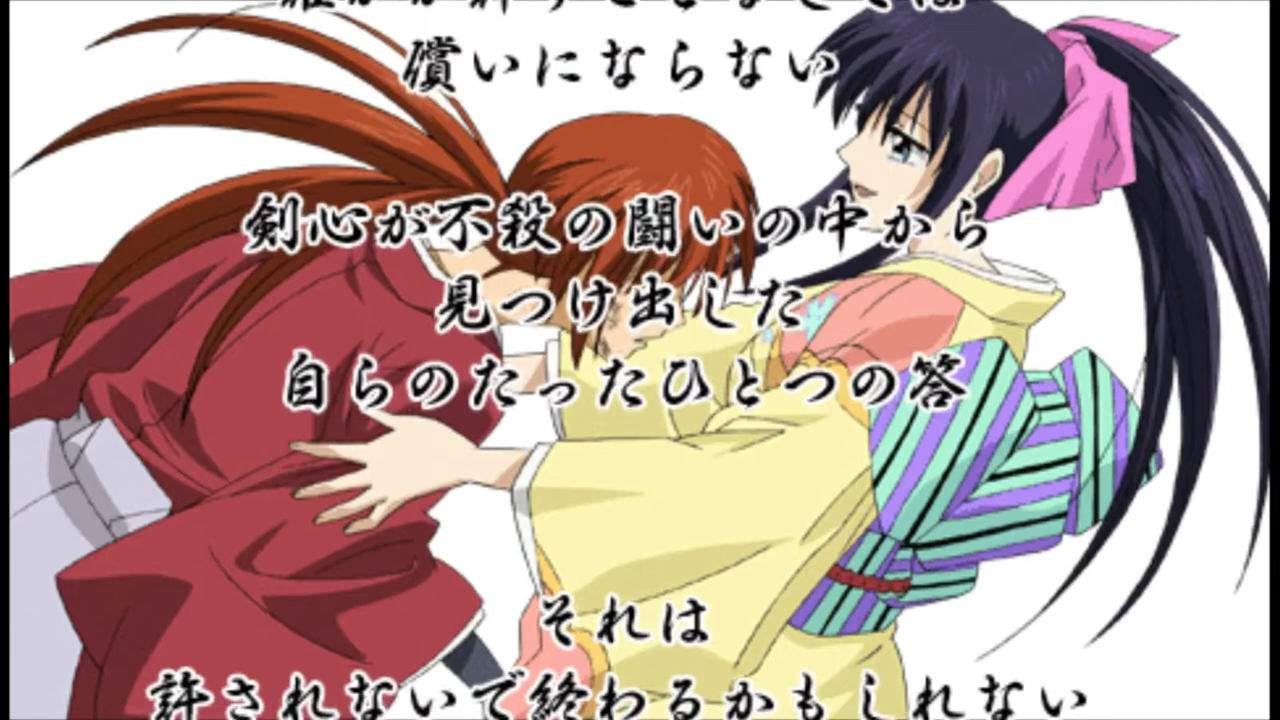 償いにならない
剣心が不殺の闘いの中から
見つけ出した
自らのたったひとつの答
それは
許されないで終わるかもしれない